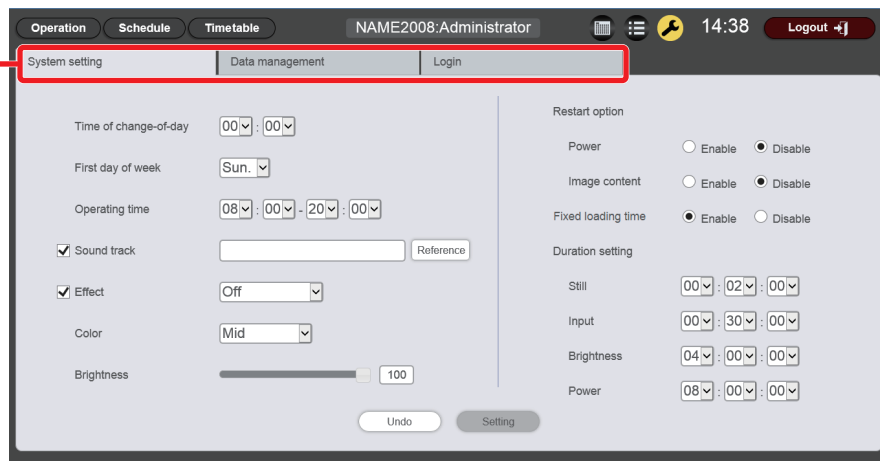 Operation Schedule Timetable NAME2008:Administrator 14:38 Logout
System setting Data management Login
Time of change-of-day 00 : 00
First day of week Sun.
Operating time 08 : 00 - 20 : 00
Sound track Reference
Effect Off
Color Mid
Brightness 100
Restart option
Power Enable Disable
Image content Enable Disable
Fixed loading time Enable Disable
Duration setting
Still 00 : 02 : 00
Input 00 : 30 : 00
Brightness 04 : 00 : 00
Power 08 : 00 : 00
Undo Setting